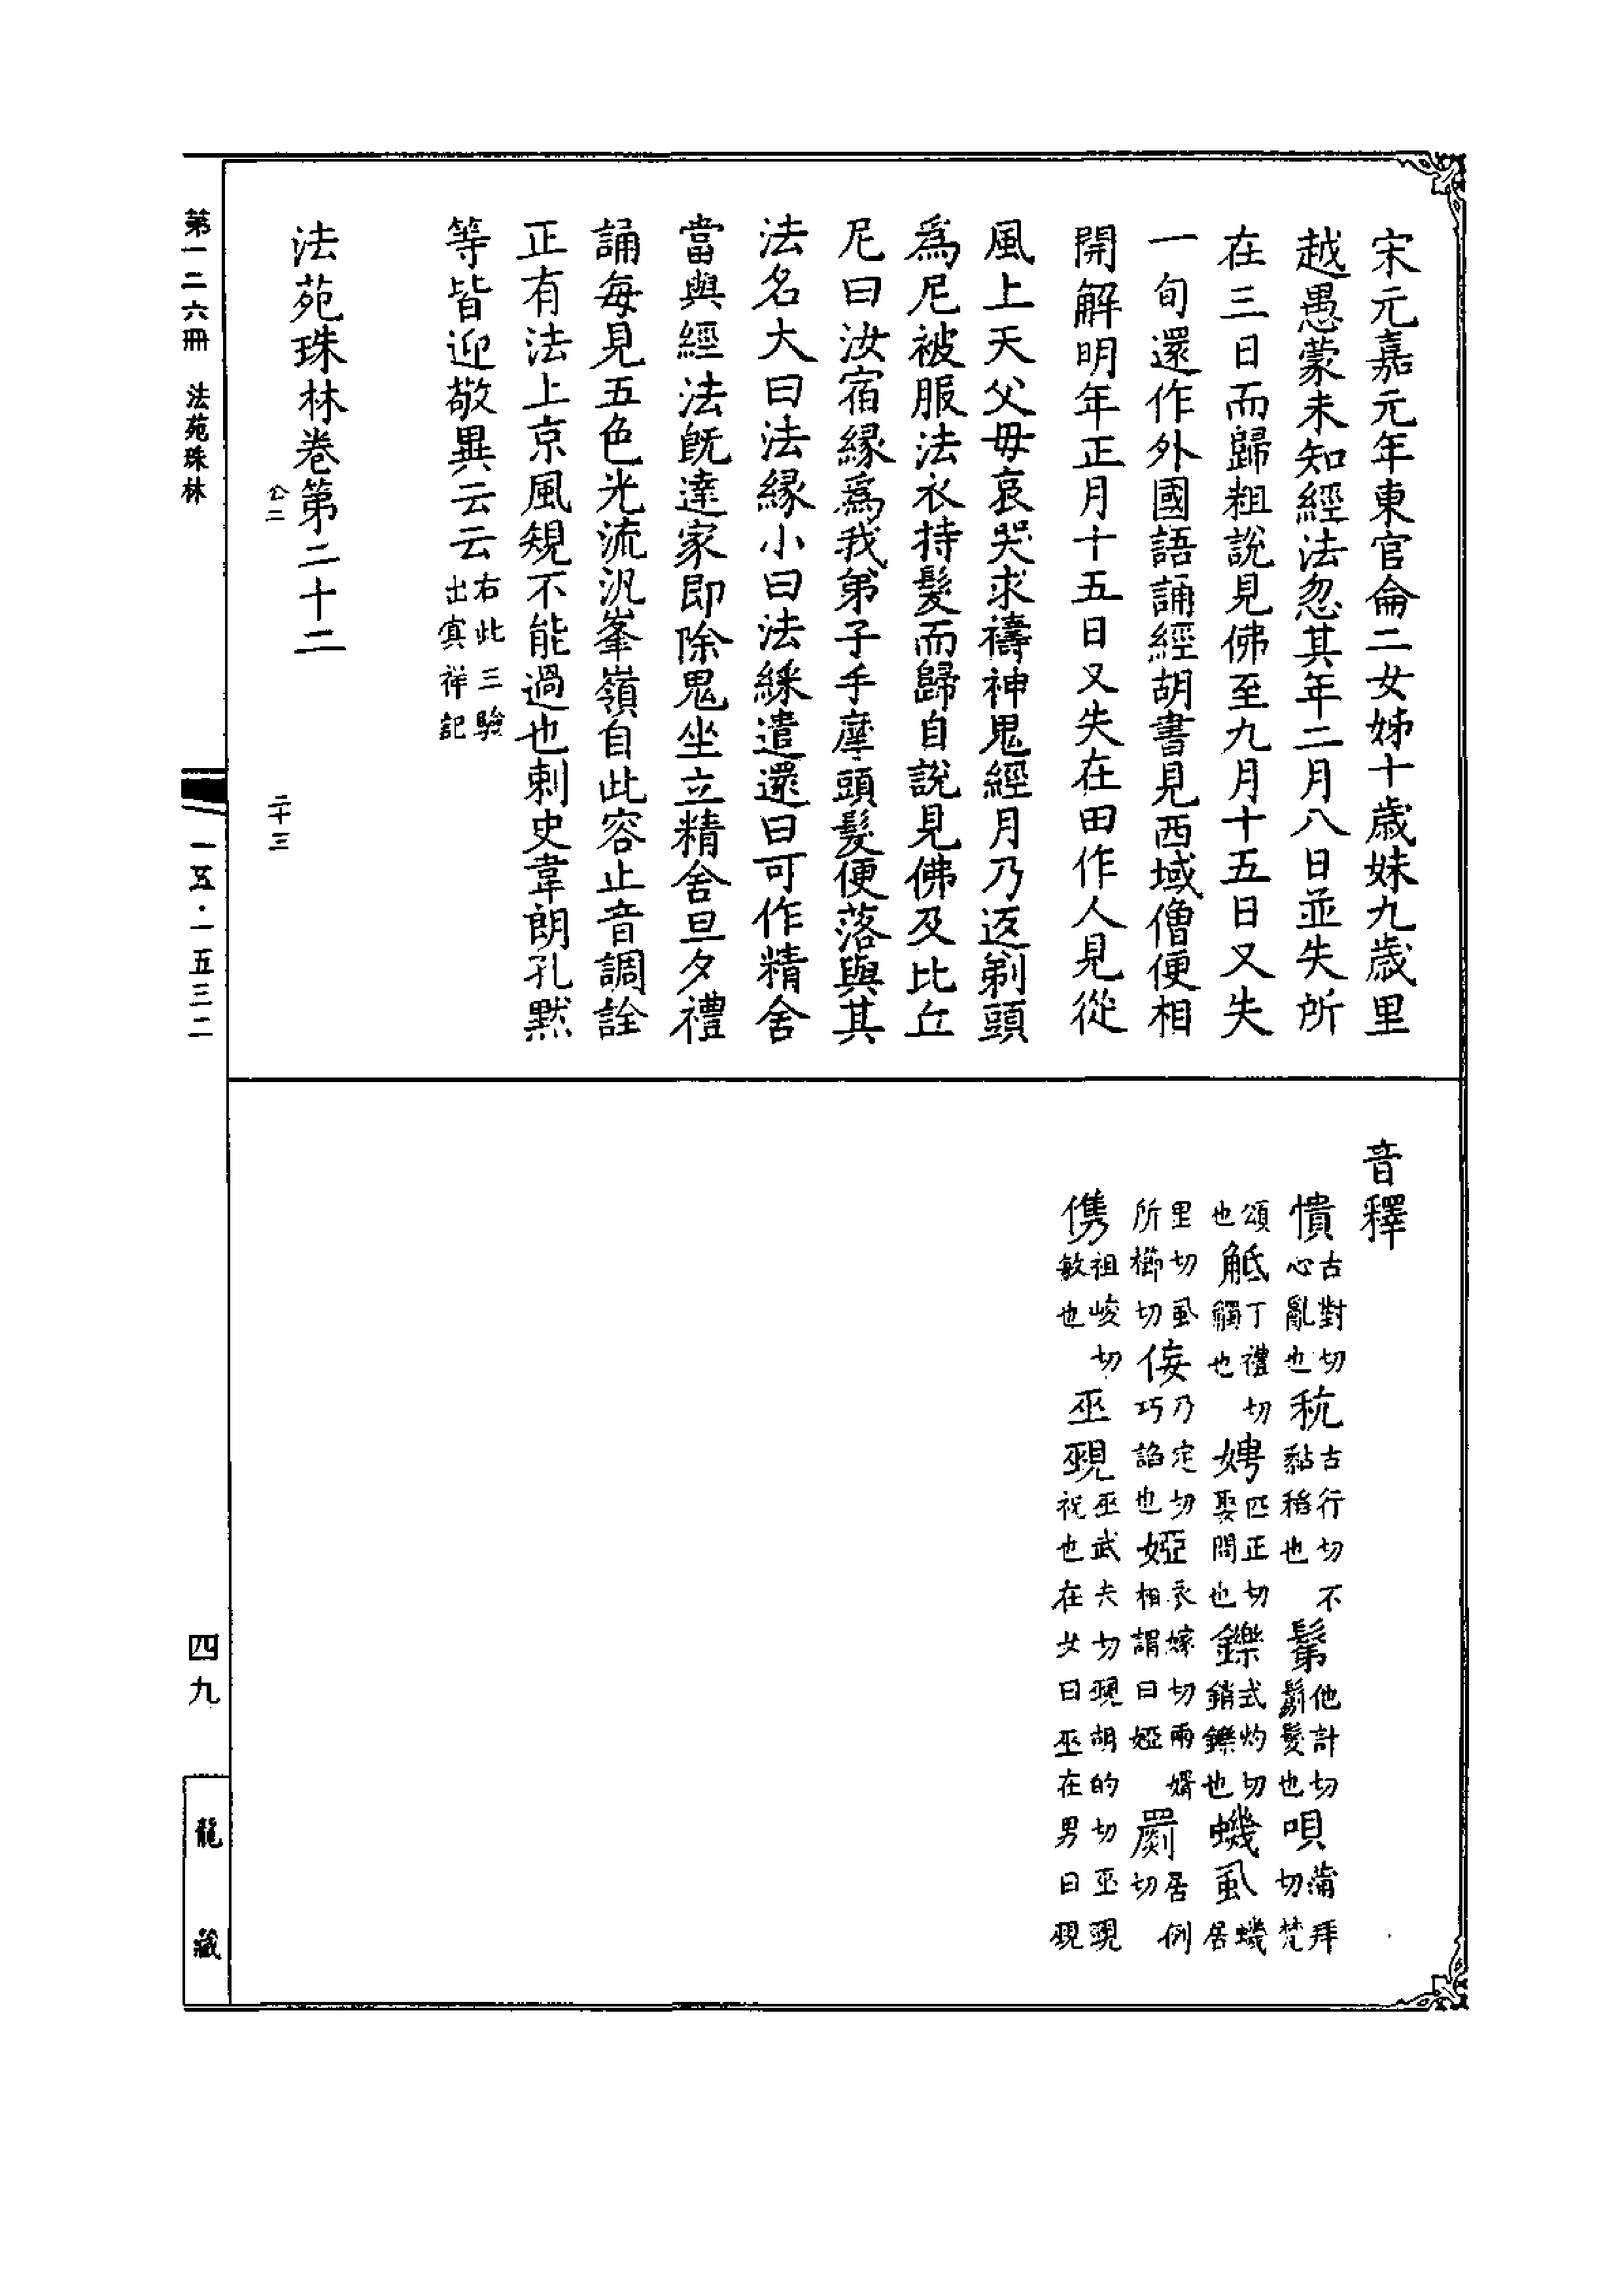 宋元嘉元年東官侖二女姊十歲妹九歲里
越愚蒙未知經法忽其年二月八日並失所
在三日而歸粗說見佛至九月十五日又失
一旬還作外國語誦經胡書見西域僧便相
開解明年正月十五日又失在田作人見從
風上天父母哀哭求禱神鬼經月乃返剃頭
為尼被服法衣持髮而歸自說見佛及比丘
尼曰汝宿緣為我弟子手摩頭髮便落與其
法名大曰法緣小曰法綵遣還曰可作精舍
當與經法旣達家即除鬼坐立精舍旦夕禮
誦每見五色光流汎峯嶺自此容止音調詮
正有法上京風規不能過也刺史韋朗孔默
等皆迎敬異云云右此三驗出寘祥記
法苑珠林卷第二十二
公二 二十三
音釋
憒古對切心亂也 秔古行切不黏稻也 鬀他計切鬍髮也 唄蒲拜切梵
頌也 觝丁禮切觸也 娉匹正切娶問也 鑠式灼切銷鑠也 蟣虱蟣居
里切虱所櫛切 佞乃定切巧諂也 婭衣嫁切兩婿相謂曰婭 罽居例切
儁祖峻切敏也 巫覡巫武夫切覡胡的切巫覡祝也在女曰巫在男曰覡
第一二六冊 法苑珠林
一五·一五三二
四九
龍藏